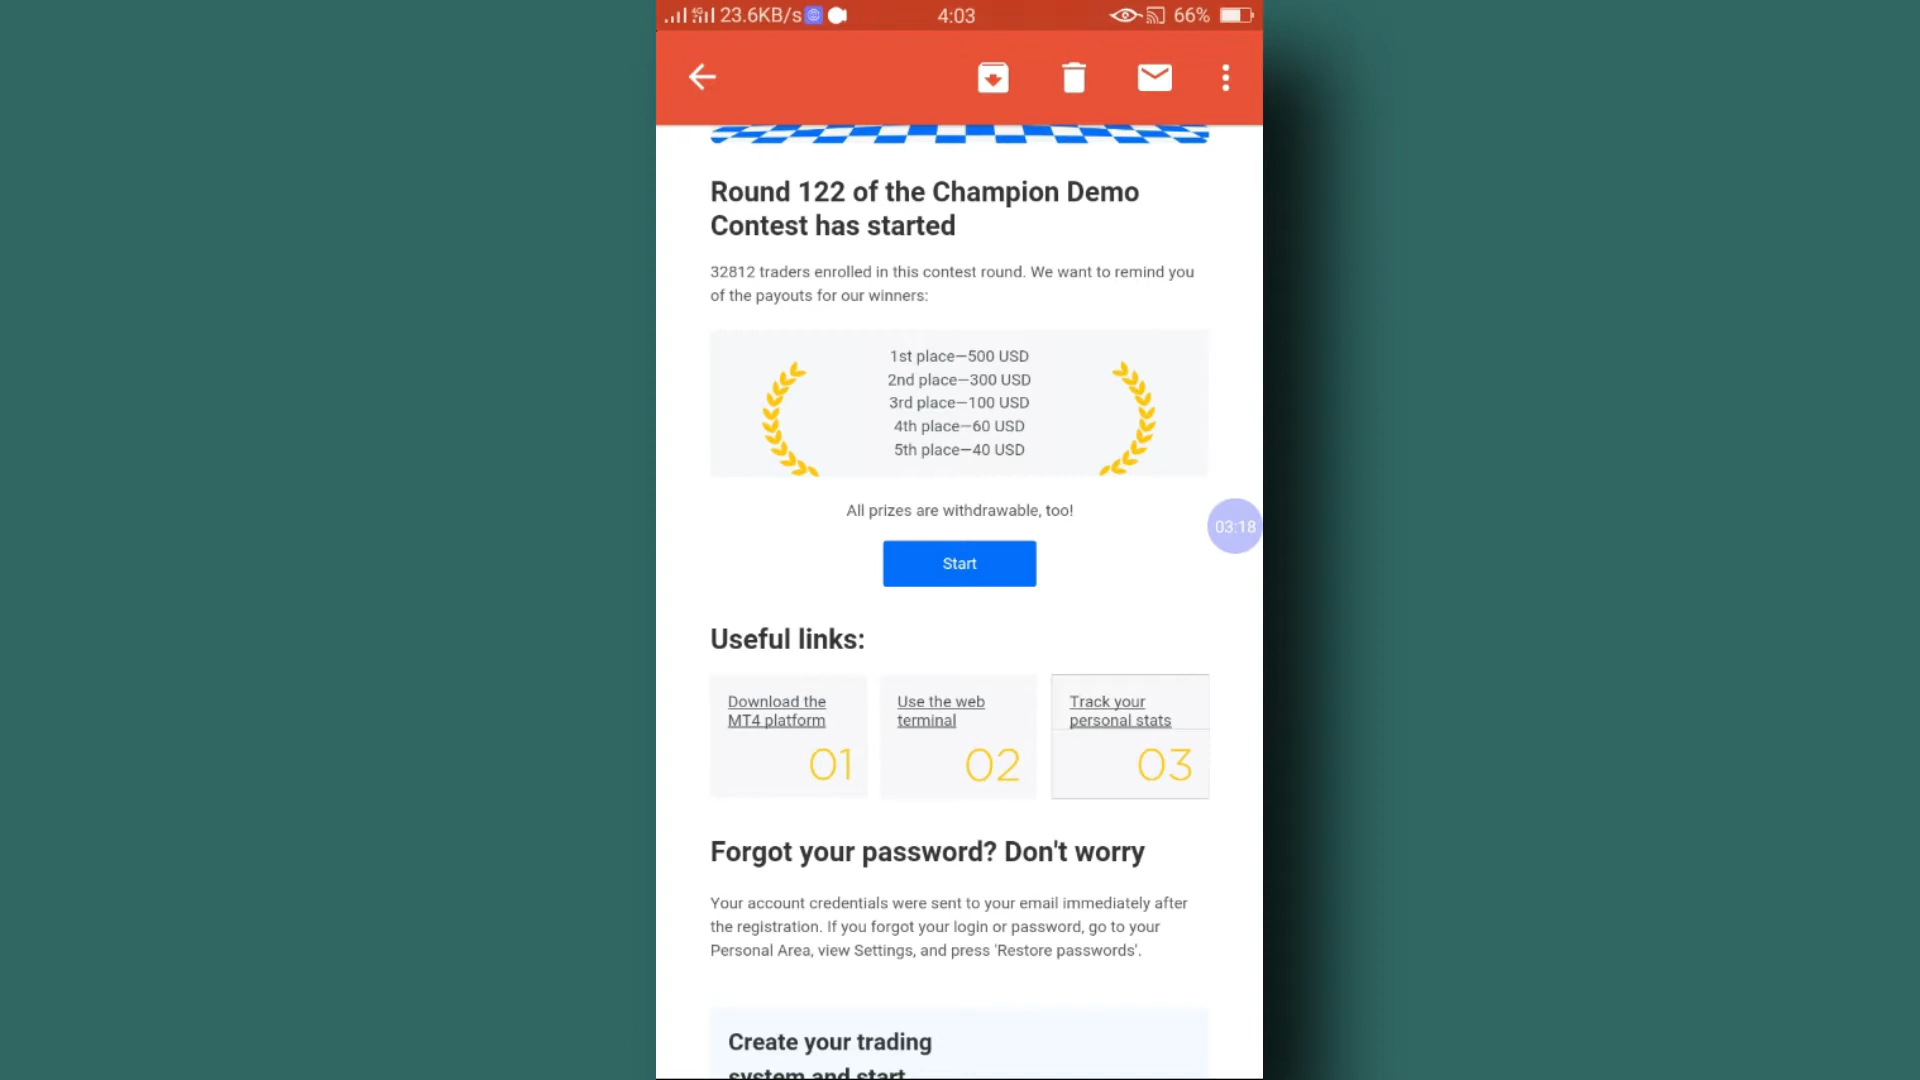 23.6KB/s 4:03 66%
Round 122 of the Champion Demo
Contest has started
32812 traders enrolled in this contest round. We want to remind you
of the payouts for our winners:
1st place—500 USD
2nd place—300 USD
3rd place—100 USD
4th place—60 USD
5th place—40 USD
All prizes are withdrawable, too!
03:18
Start
Useful links:
Download the
MT4 platform
01
Use the web
terminal
02
Track your
personal stats
03
Forgot your password? Don't worry
Your account credentials were sent to your email immediately after
the registration. If you forgot your login or password, go to your
Personal Area, view Settings, and press 'Restore passwords'.
Create your trading
system and start